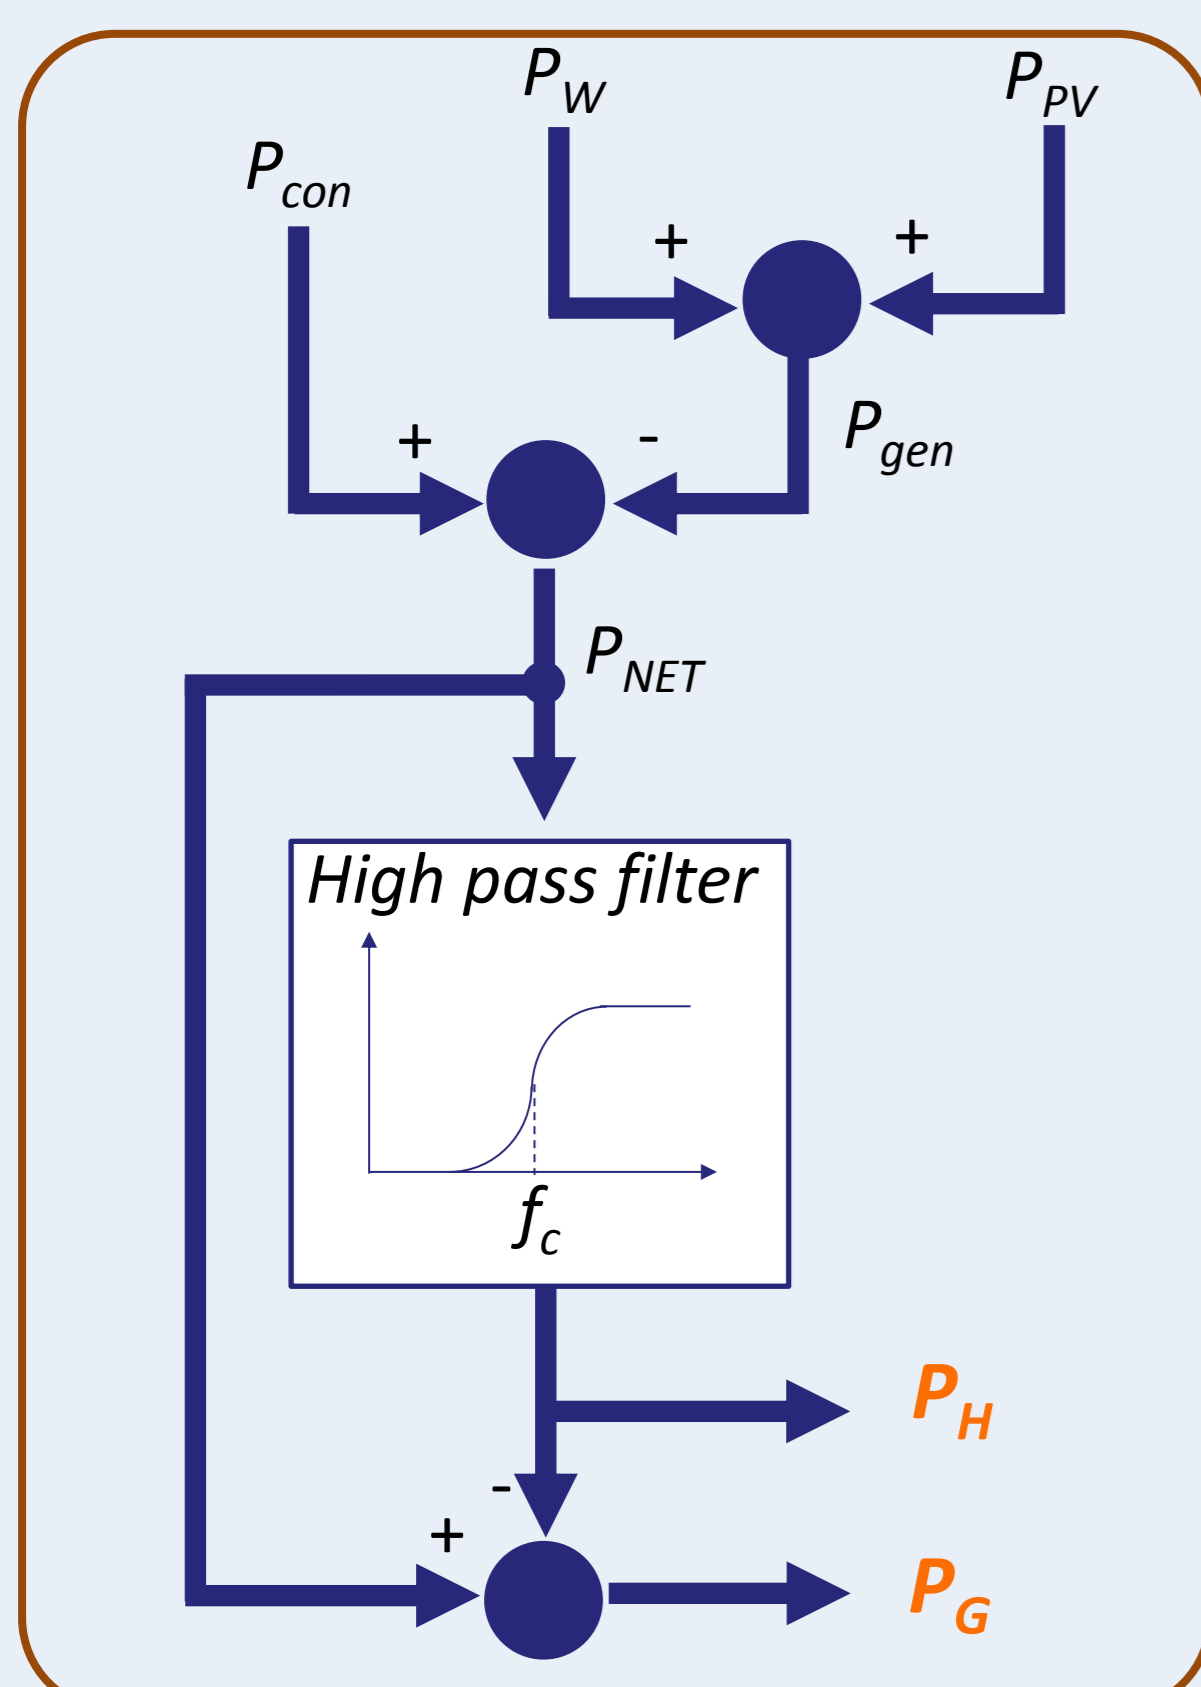 P_W
P_PV
P_con
+
+
P_gen
+
-
P_NET
High pass filter
f_c
P_H
-
+
P_G